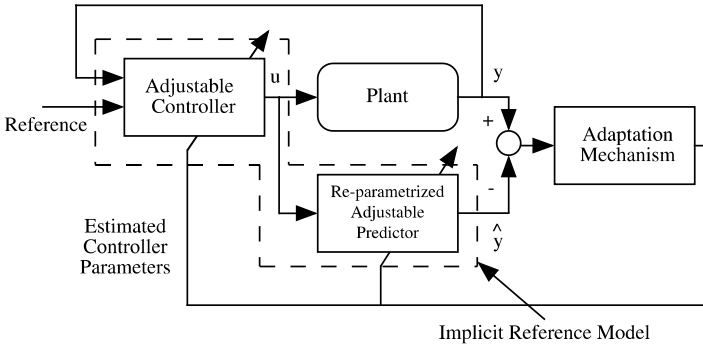 Adjustable
Controller
u
Plant
y
+
Reference
Adaptation
Mechanism
Re-parametrized
Adjustable
Predictor
-
ŷ
Estimated
Controller
Parameters
Implicit Reference Model